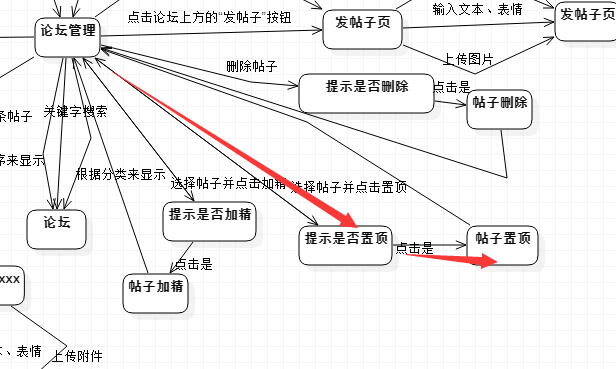 点击论坛上方的“发帖子”按钮
输入文本、表情
发帖子页
发帖子页
论坛管理
上传图片
删除帖子
提示是否删除
点击是
帖子删除
条帖子
关键字搜索
序来显示
根据分类来显示
选择帖子并点击加精
选择帖子并点击置顶
论坛
提示是否加精
提示是否置顶
点击是
帖子置顶
点击是
xxx
帖子加精
本、表情
上传附件